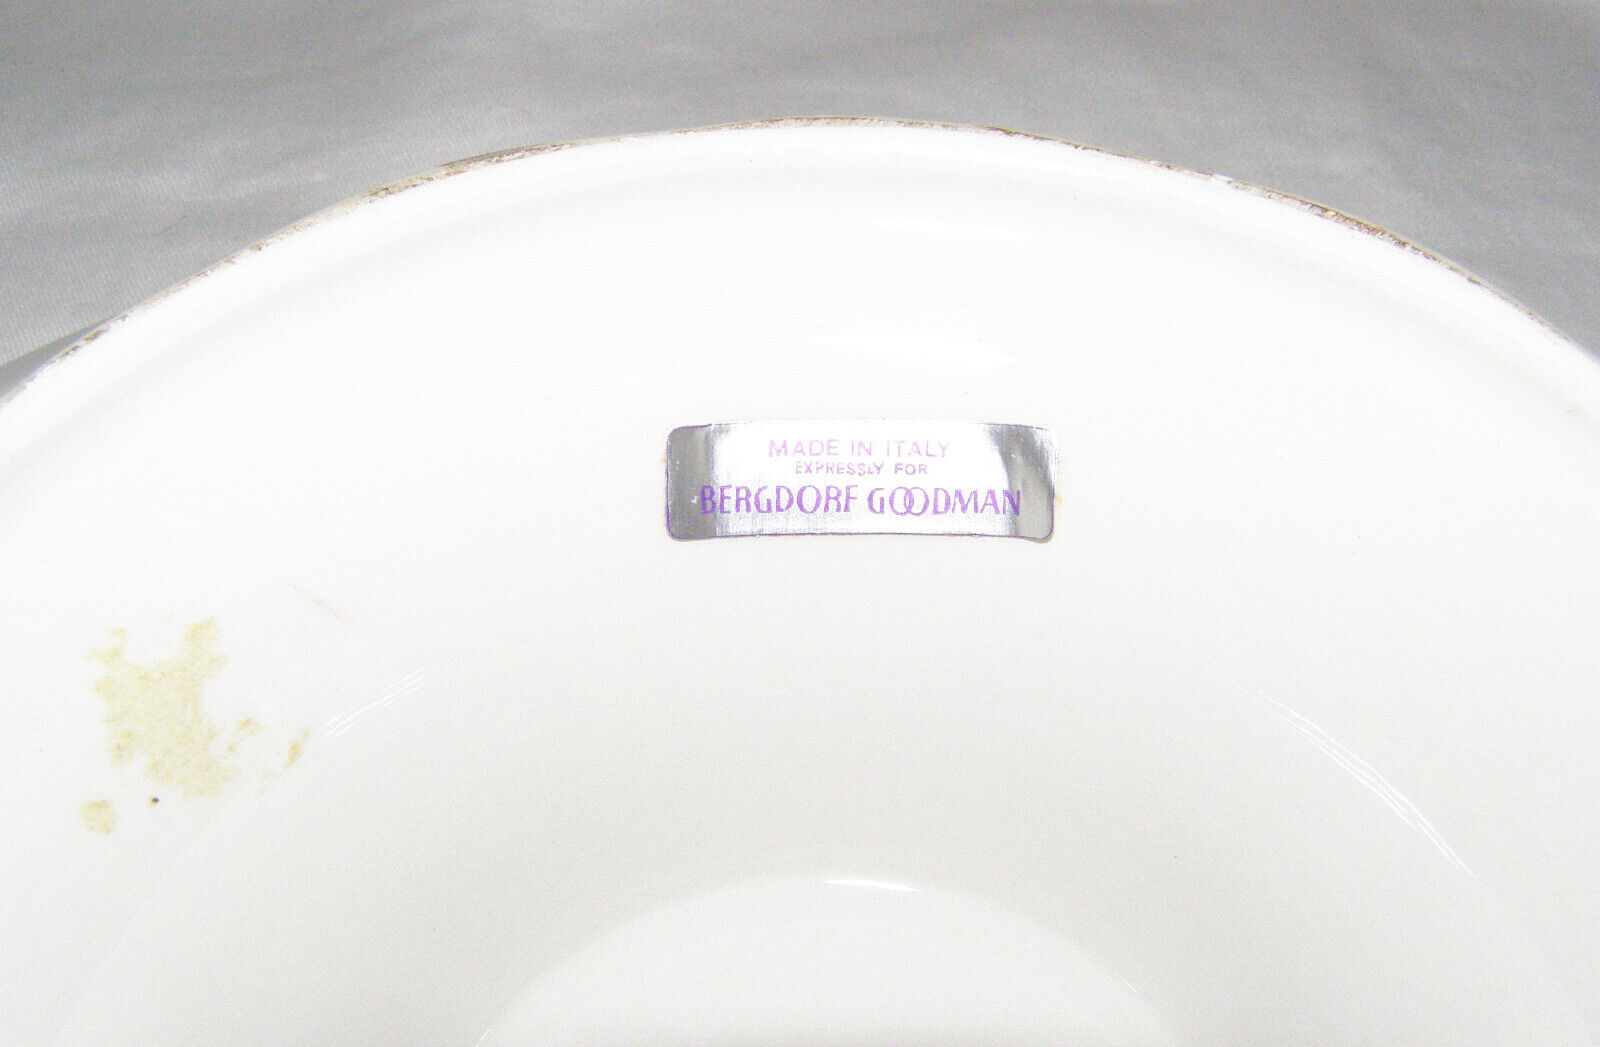 MADE IN ITALY
EXPRESSLY FOR
BERGDORF GOODMAN